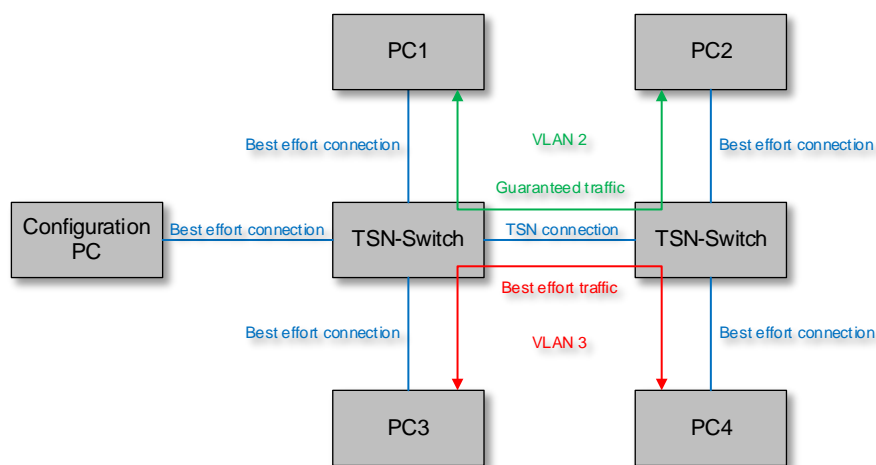 PC1
PC2
Best effort connection
VLAN 2
Best effort connection
Guaranteed traffic
Configuration
PC
Best effort connection
TSN-Switch
TSN connection
TSN-Switch
Best effort traffic
Best effort connection
VLAN 3
Best effort connection
PC3
PC4